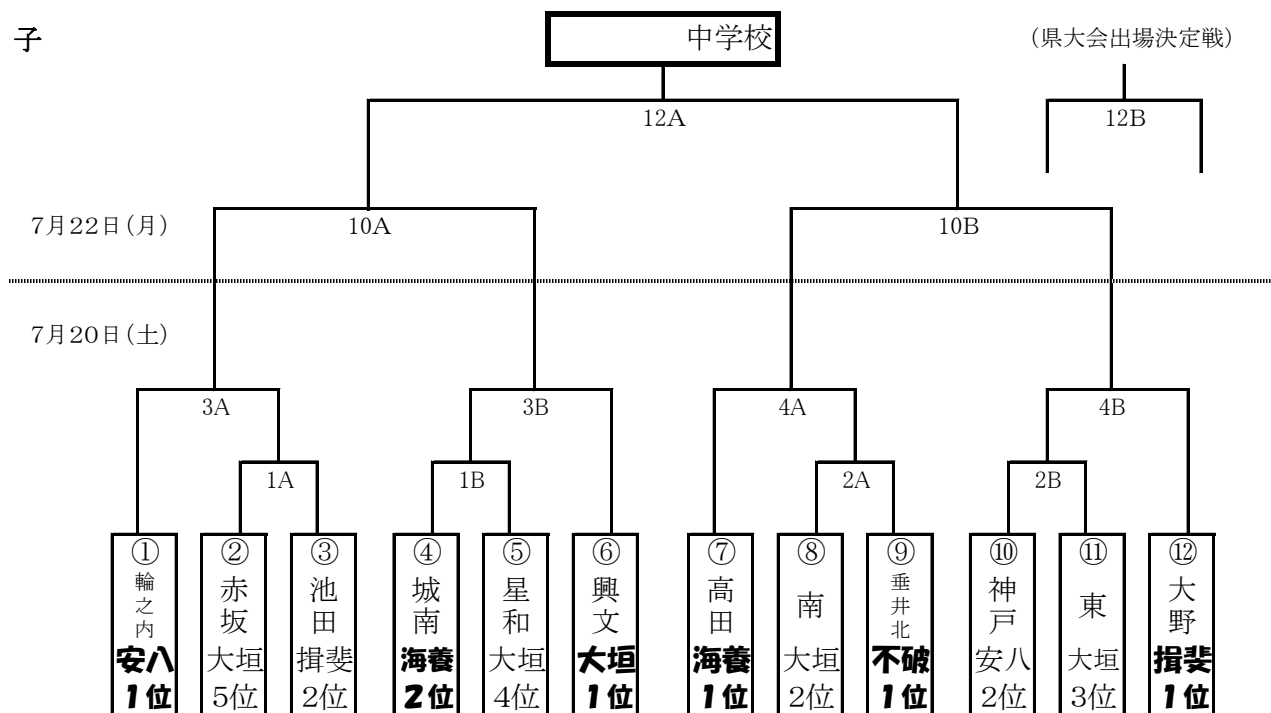 子
中学校
（県大会出場決定戦）
12A
12B
7月22日（月）
10A
10B
7月20日（土）
3A
3B
4A
4B
1A
1B
2A
2B
①
輪之内
安八
1位
②
赤坂
大垣
5位
③
池田
揖斐
2位
④
城南
海養
2位
⑤
星和
大垣
4位
⑥
興文
大垣
1位
⑦
高田
海養
1位
⑧
南
大垣
2位
⑨
垂井北
不破
1位
⑩
神戸
安八
2位
⑪
東
大垣
3位
⑫
大野
揖斐
1位